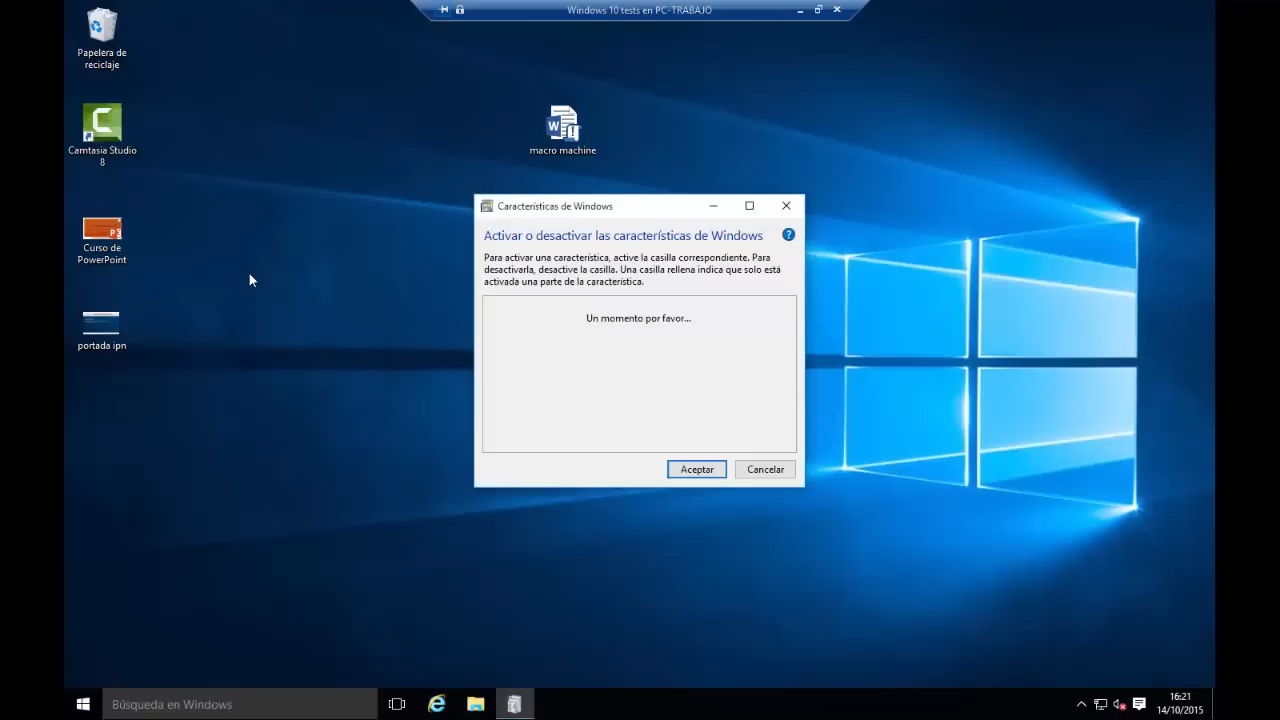 Windows 10 tests en PC-TRABAJO
Papelera de
reciclaje
Camtasia Studio
8
macro machine
Curso de
PowerPoint
portada ipn
Características de Windows
Activar o desactivar las características de Windows
Para activar una característica, active la casilla correspondiente. Para
desactivarla, desactive la casilla. Una casilla rellena indica que solo está
activada una parte de la característica.
Un momento por favor...
Aceptar
Cancelar
Búsqueda en Windows
16:21
14/10/2015